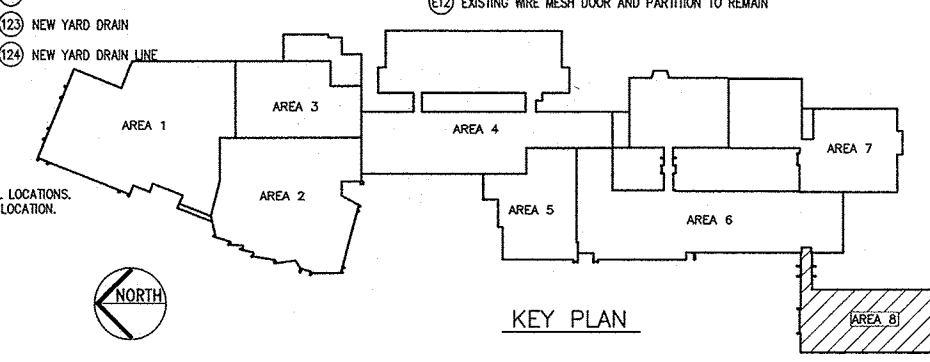 (E12) EXISTING WIRE MESH DOOR AND PARTITION TO REMAIN
(123) NEW YARD DRAIN
(124) NEW YARD DRAIN LINE
AREA 1
AREA 3
AREA 4
AREA 7
AREA 2
LOCATIONS.
LOCATION.
AREA 5
AREA 6
NORTH
KEY PLAN
AREA 8